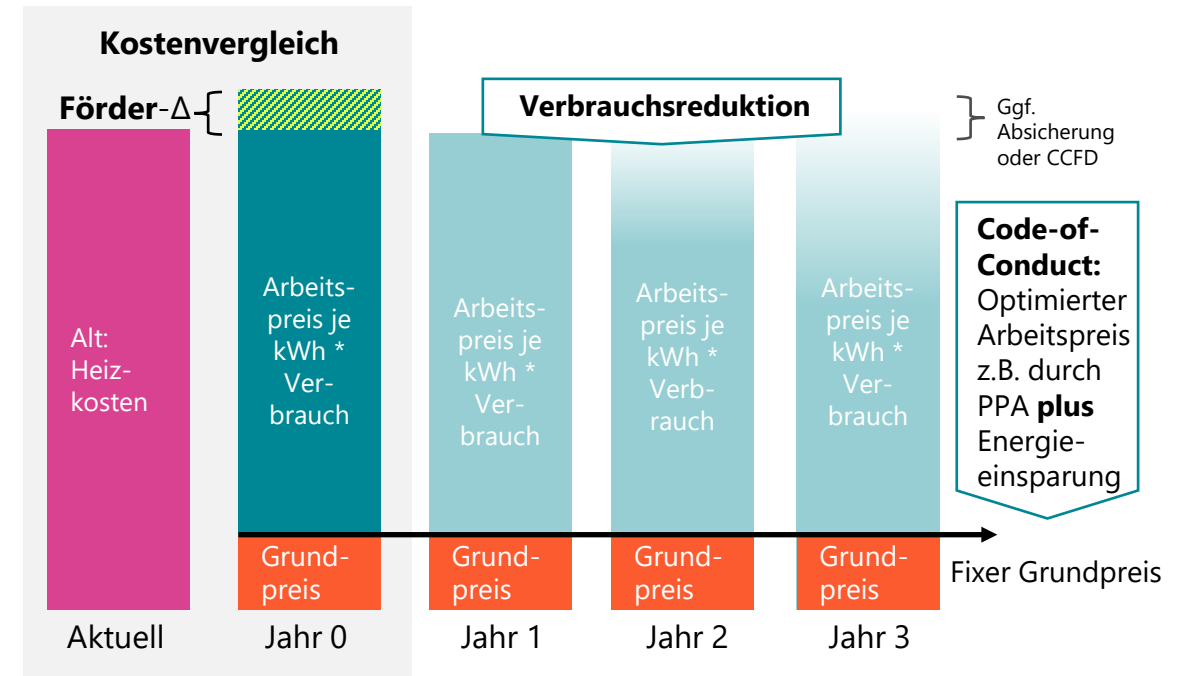 Kostenvergleich
Förder-Δ
Verbrauchsreduktion
Ggf.
Absicherung
oder CCFD
Alt:
Heiz-
kosten
Arbeits-
preis je
kWh *
Ver-
brauch
Arbeits-
preis je
kWh *
Ver-
brauch
Arbeits-
preis je
kWh *
Verb-
rauch
Arbeits-
preis je
kWh *
Ver-
brauch
Code-of-
Conduct:
Optimierter
Arbeitspreis
z.B. durch
PPA plus
Energie-
einsparung
Grund-
preis
Grund-
preis
Grund-
preis
Grund-
preis
Fixer Grundpreis
Aktuell
Jahr 0
Jahr 1
Jahr 2
Jahr 3